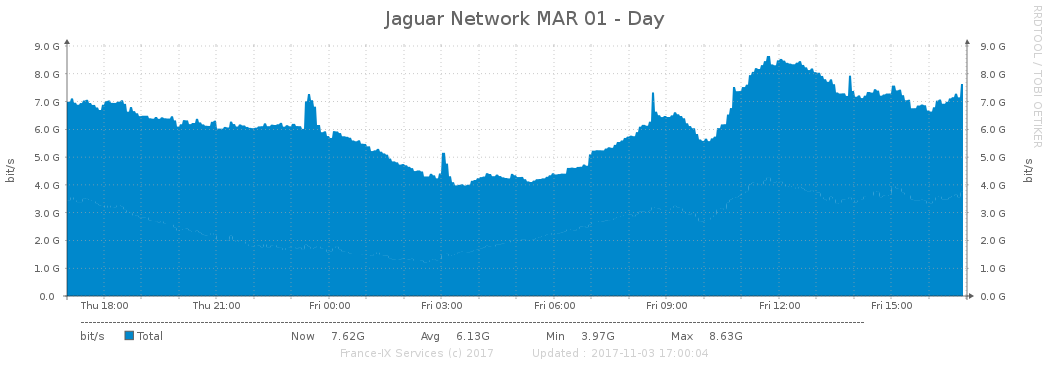 Jaguar Network MAR 01 - Day
RRDTOOL / TOBI OETIKER
bit/s
bit/s
9.0 G 9.0 G
8.0 G 8.0 G
7.0 G 7.0 G
6.0 G 6.0 G
5.0 G 5.0 G
4.0 G 4.0 G
3.0 G 3.0 G
2.0 G 2.0 G
1.0 G 1.0 G
0.0 0.0 G
Thu 18:00 Thu 21:00 Fri 00:00 Fri 03:00 Fri 06:00 Fri 09:00 Fri 12:00 Fri 15:00
bit/s Total Now 7.62G Avg 6.13G Min 3.97G Max 8.63G
France-IX Services (c) 2017 Updated : 2017-11-03 17:00:04